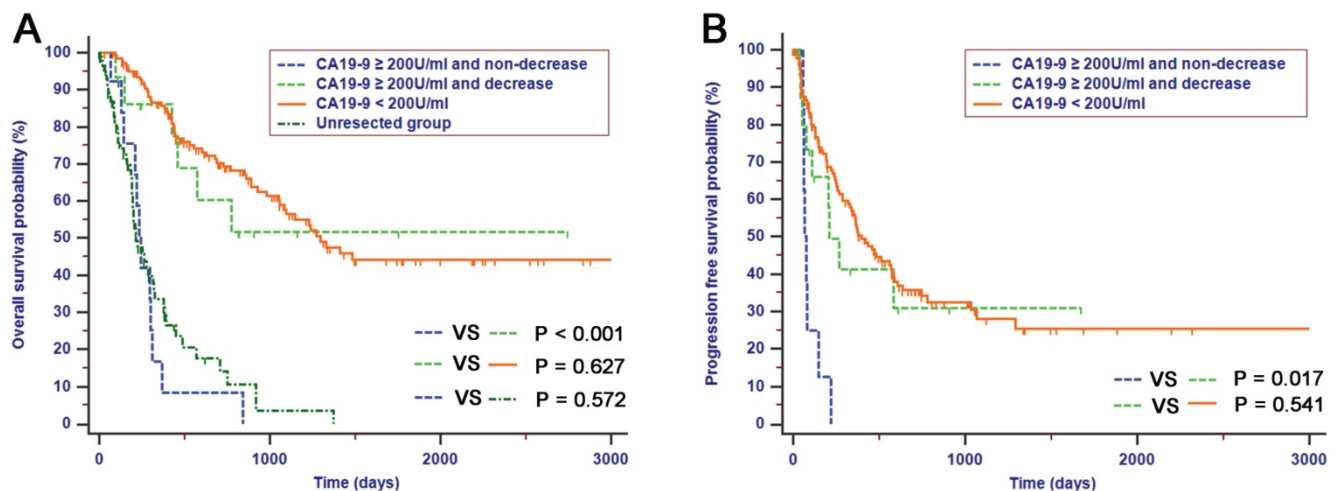 A
Overall survival probability (%)
100
90
80
70
60
50
40
30
20
10
0
CA19-9 ≥ 200U/ml and non-decrease
CA19-9 ≥ 200U/ml and decrease
CA19-9 < 200U/ml
Unresected group
VS P < 0.001
VS P = 0.627
VS P = 0.572
0 1000 2000 3000
Time (days)
B
Progression free survival probability (%)
100
90
80
70
60
50
40
30
20
10
0
CA19-9 ≥ 200U/ml and non-decrease
CA19-9 ≥ 200U/ml and decrease
CA19-9 < 200U/ml
VS P = 0.017
VS P = 0.541
0 1000 2000 3000
Time (days)